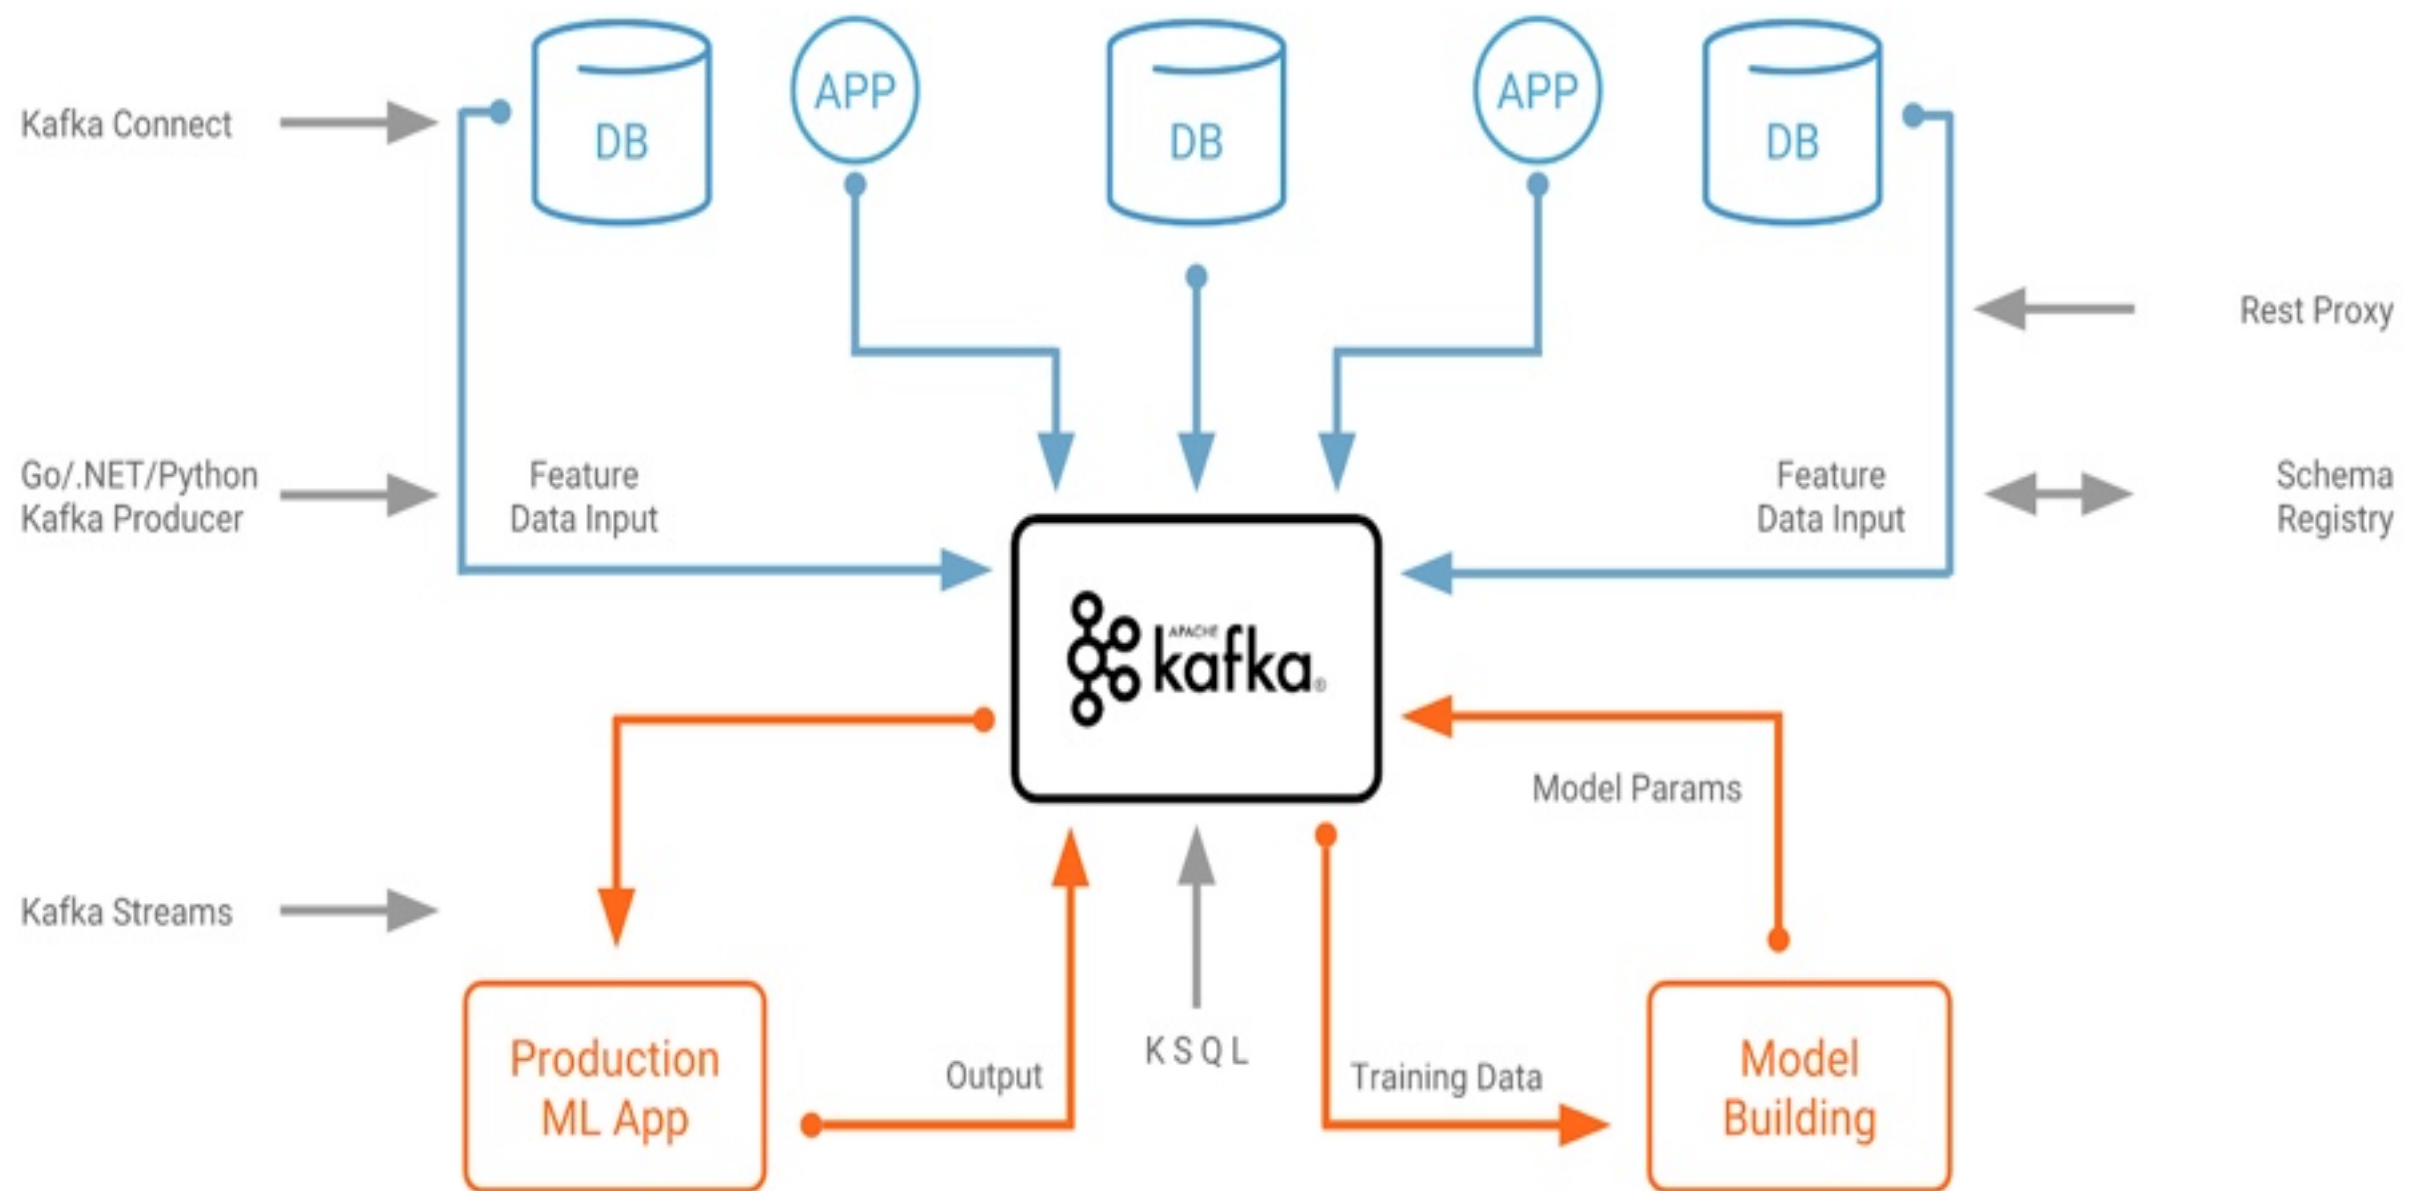 DB
APP
DB
APP
DB
Kafka Connect
Rest Proxy
Go/.NET/Python
Kafka Producer
Feature
Data Input
Feature
Data Input
Schema
Registry
APACHE
kafka®
Model Params
Kafka Streams
Production
ML App
Output
K S Q L
Training Data
Model
Building